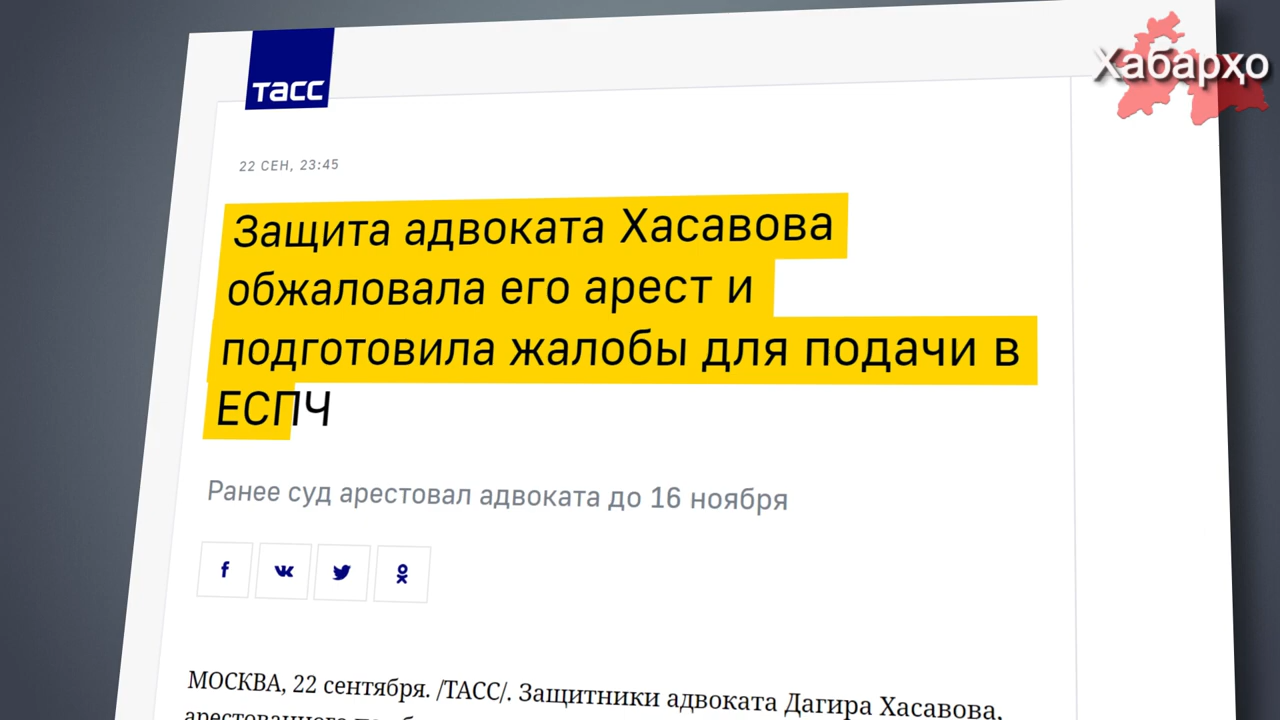 Хабарҳо
ТАСС
22 СЕН, 23:45
Защита адвоката Хасавова
обжаловала его арест и
подготовила жалобы для подачи в
ЕСПЧ
Ранее суд арестовал адвоката до 16 ноября
МОСКВА, 22 сентября. /ТАСС/. Защитники адвоката Дагира Хасавова,